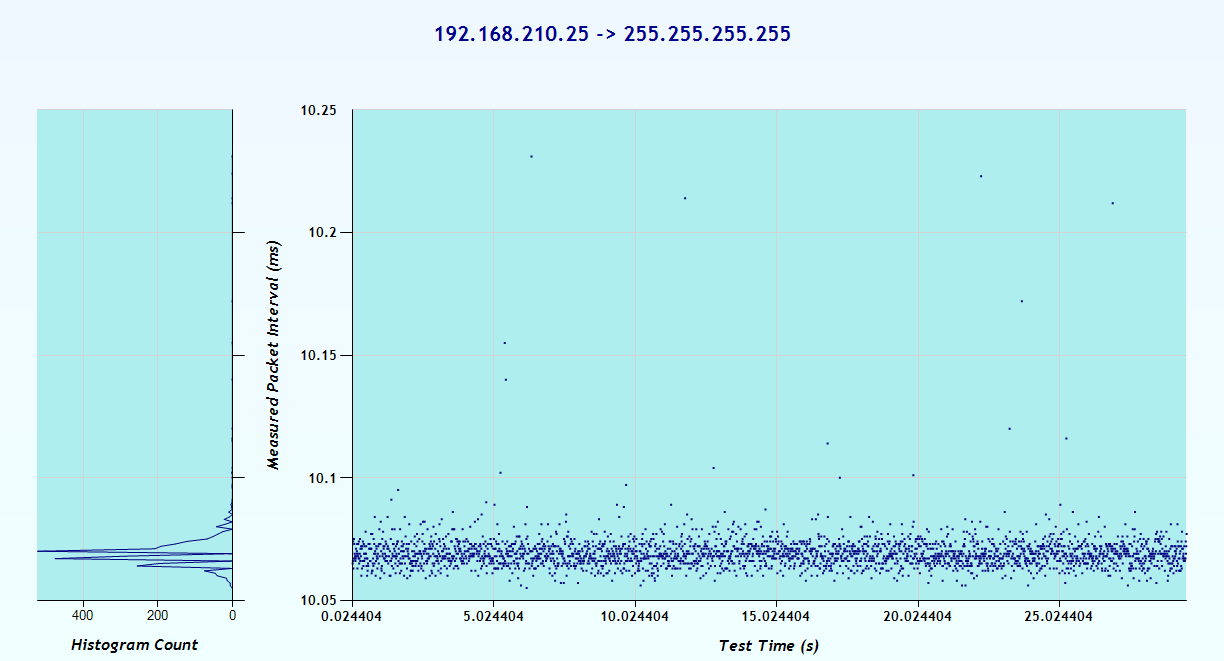 192.168.210.25 -> 255.255.255.255
10.25
10.2
10.15
10.1
10.05
Measured Packet Interval (ms)
400 200 0
0.024404 5.024404 10.024404 15.024404 20.024404 25.024404
Histogram Count
Test Time (s)